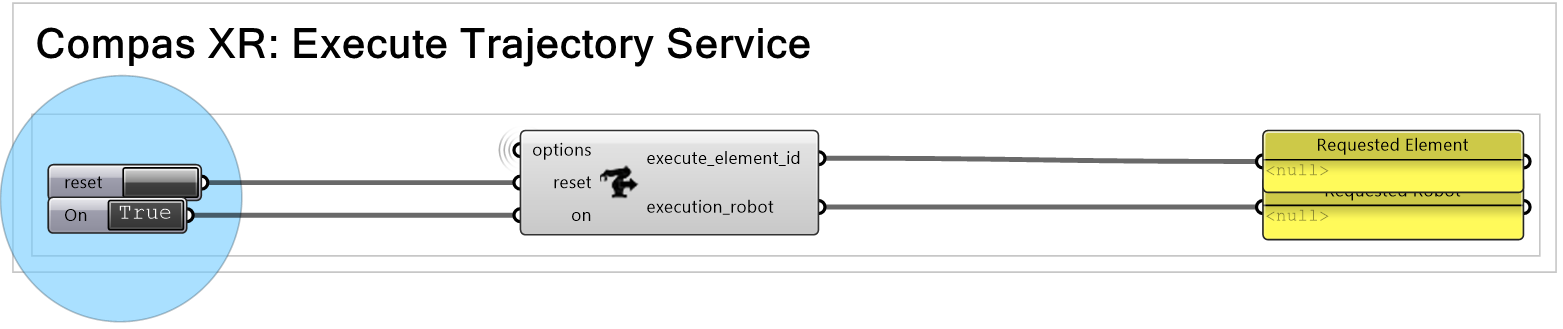 Compas XR: Execute Trajectory Service
reset
On True
options
reset
on
execute_element_id
execution_robot
Requested Element
<null>
Requested Robot
<null>